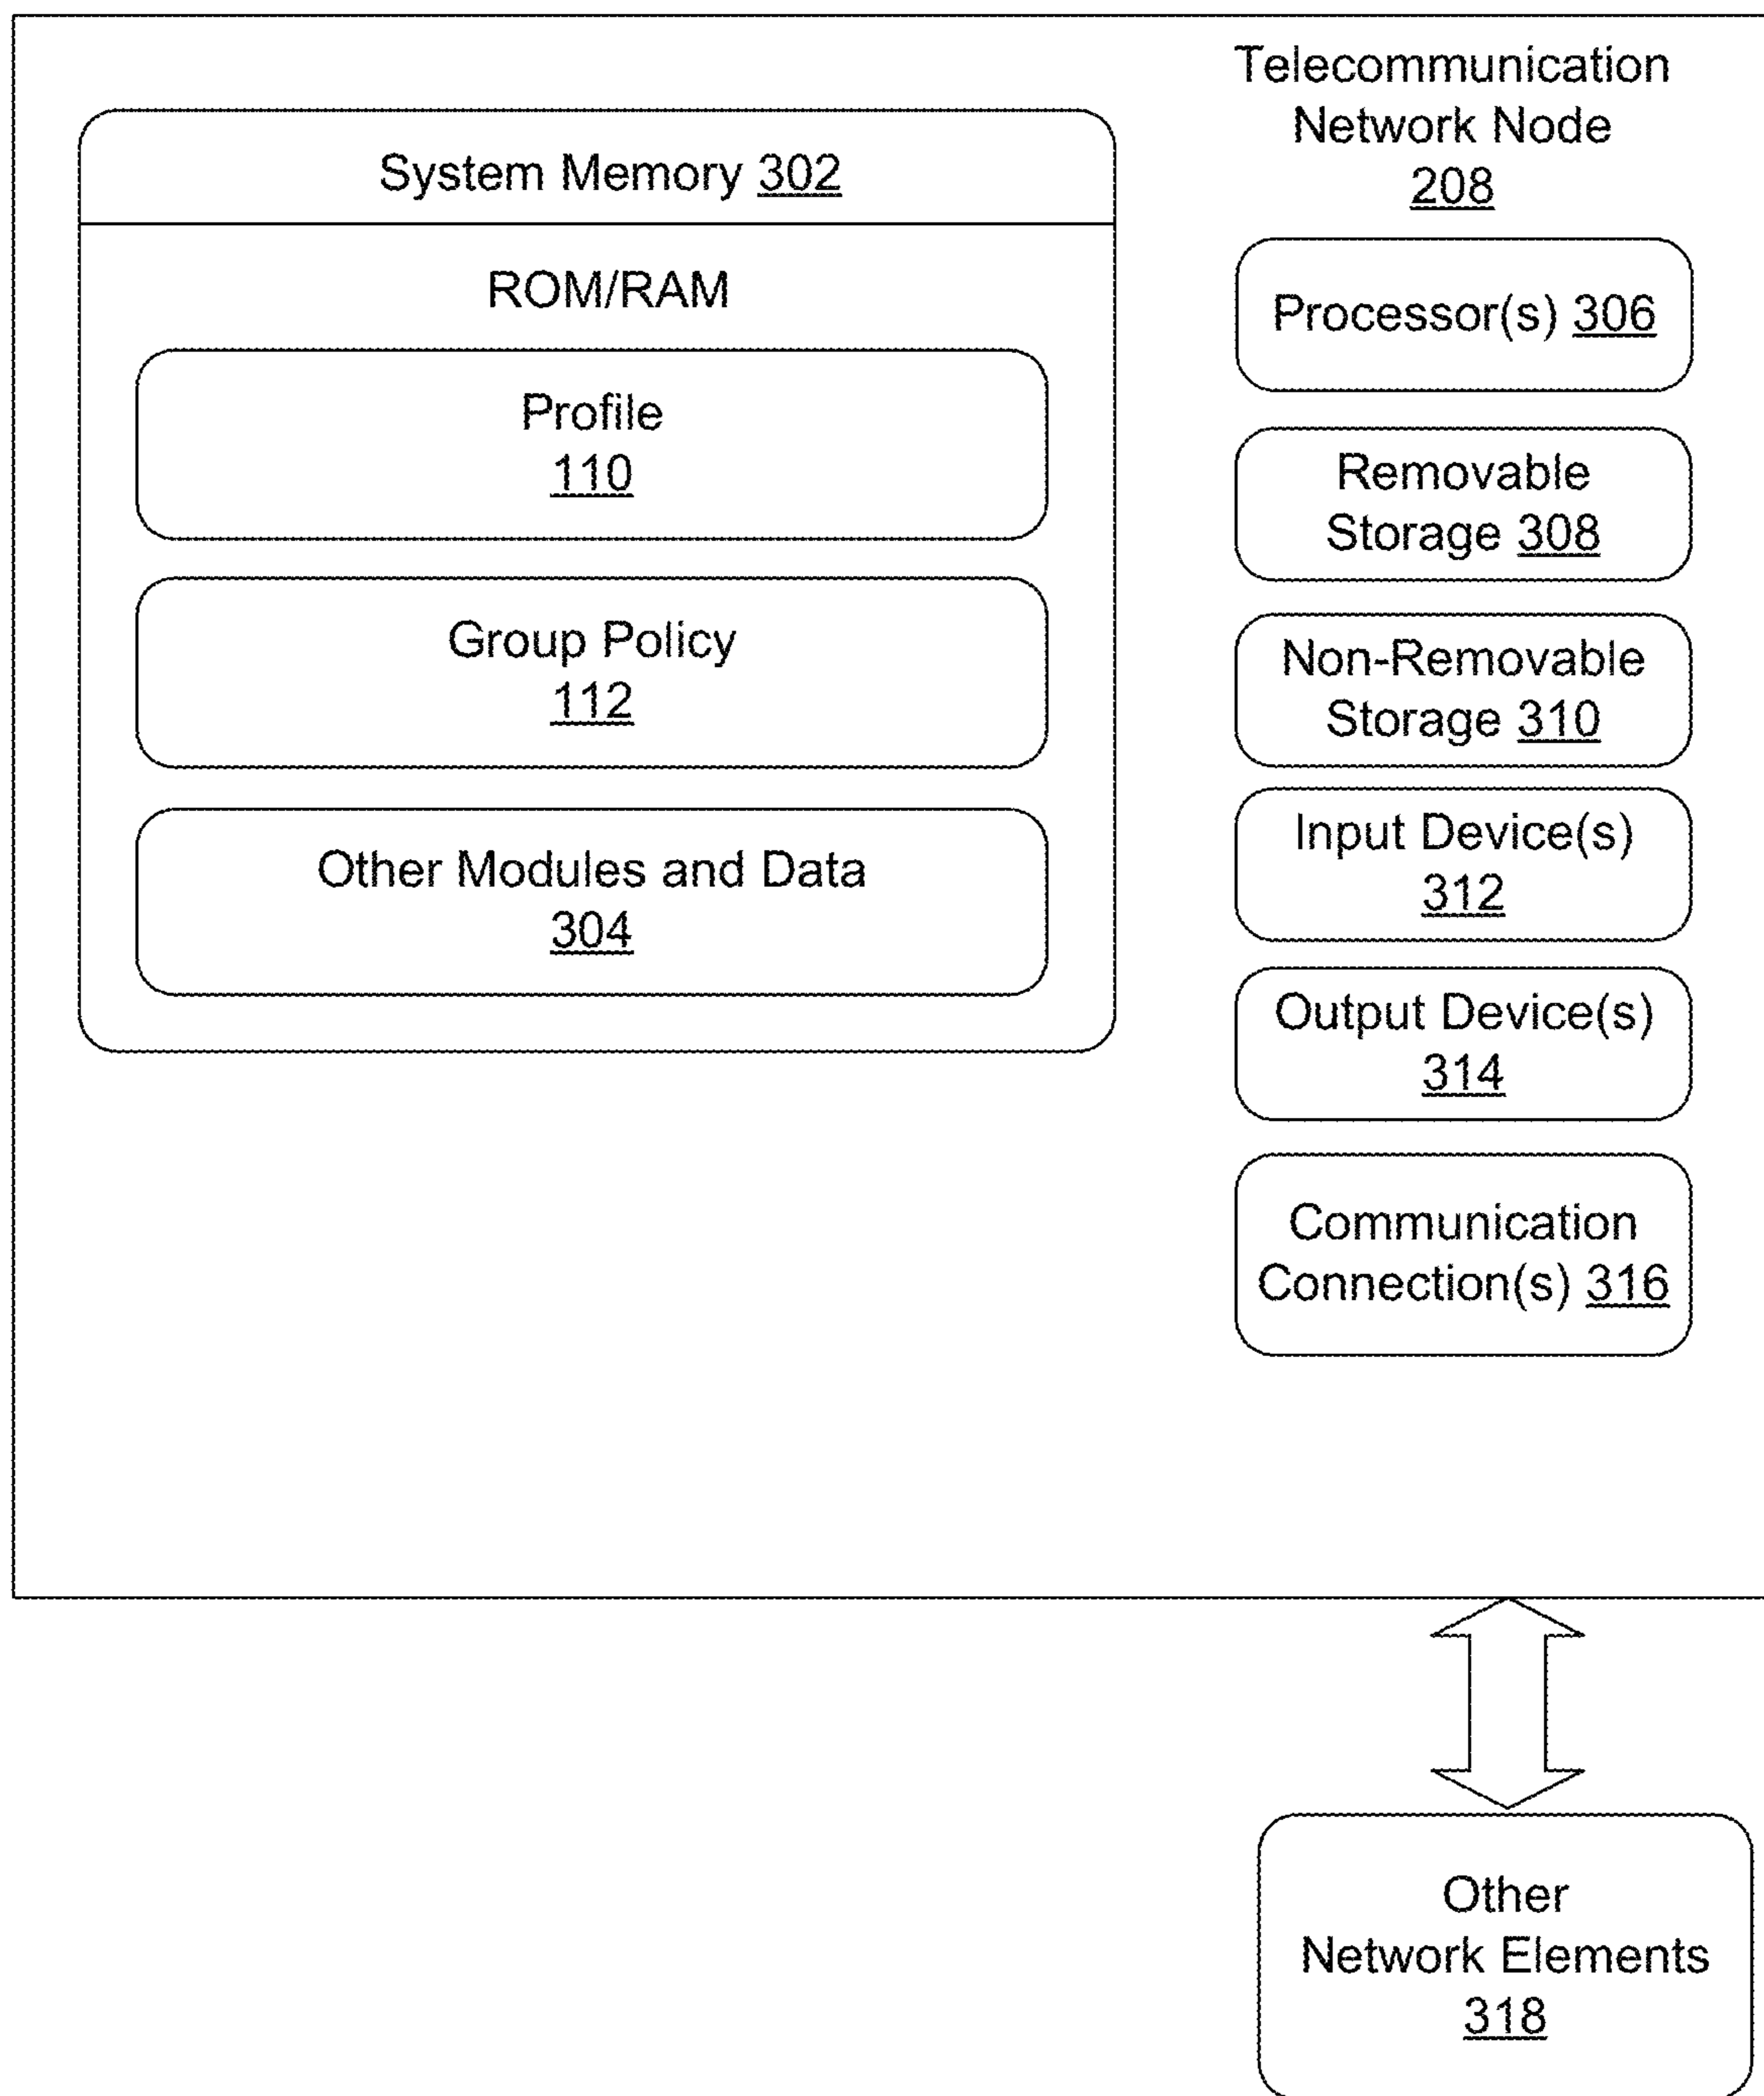 Telecommunication
Network Node
208
System Memory 302
ROM/RAM
Profile
110
Group Policy
112
Other Modules and Data
304
Processor(s) 306
Removable
Storage 308
Non-Removable
Storage 310
Input Device(s)
312
Output Device(s)
314
Communication
Connection(s) 316
Other
Network Elements
318